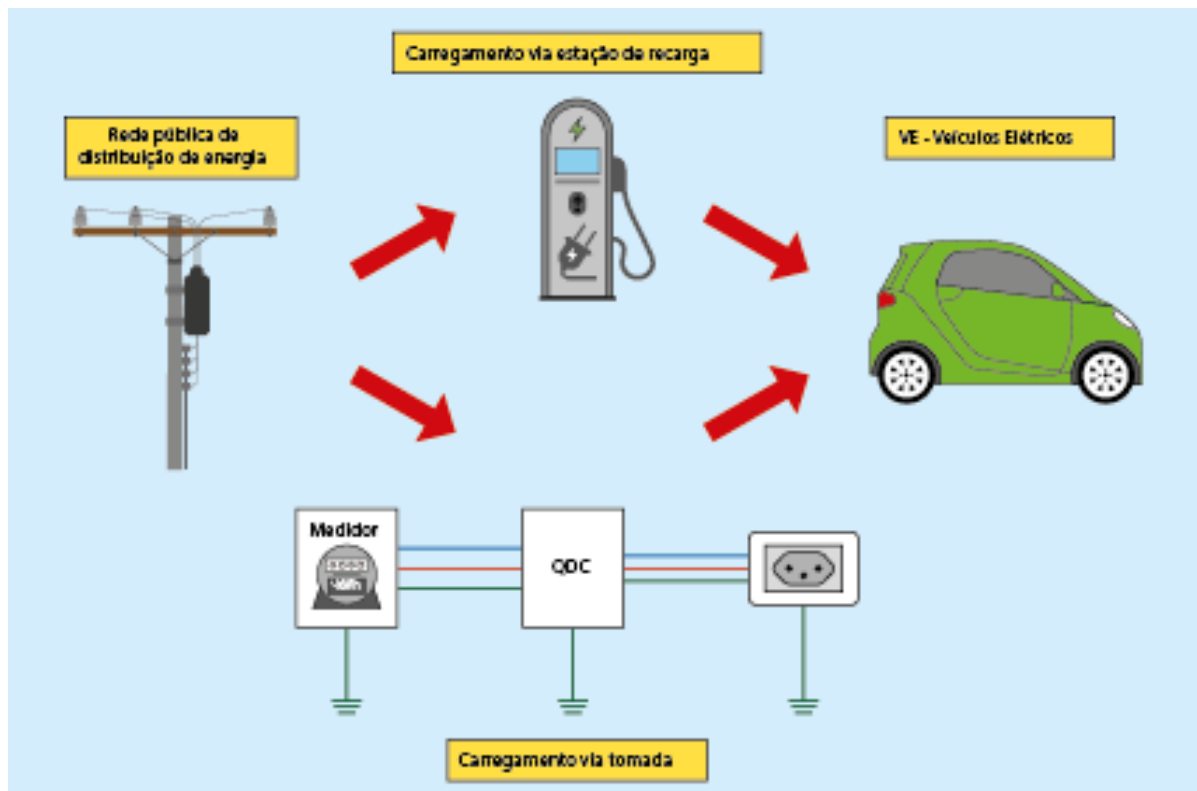 Carregamento via estação de recarga
Rede pública de
distribuição de energia
VE - Veículos Elétricos
Medidor
kWh
QDC
Carregamento via tomada